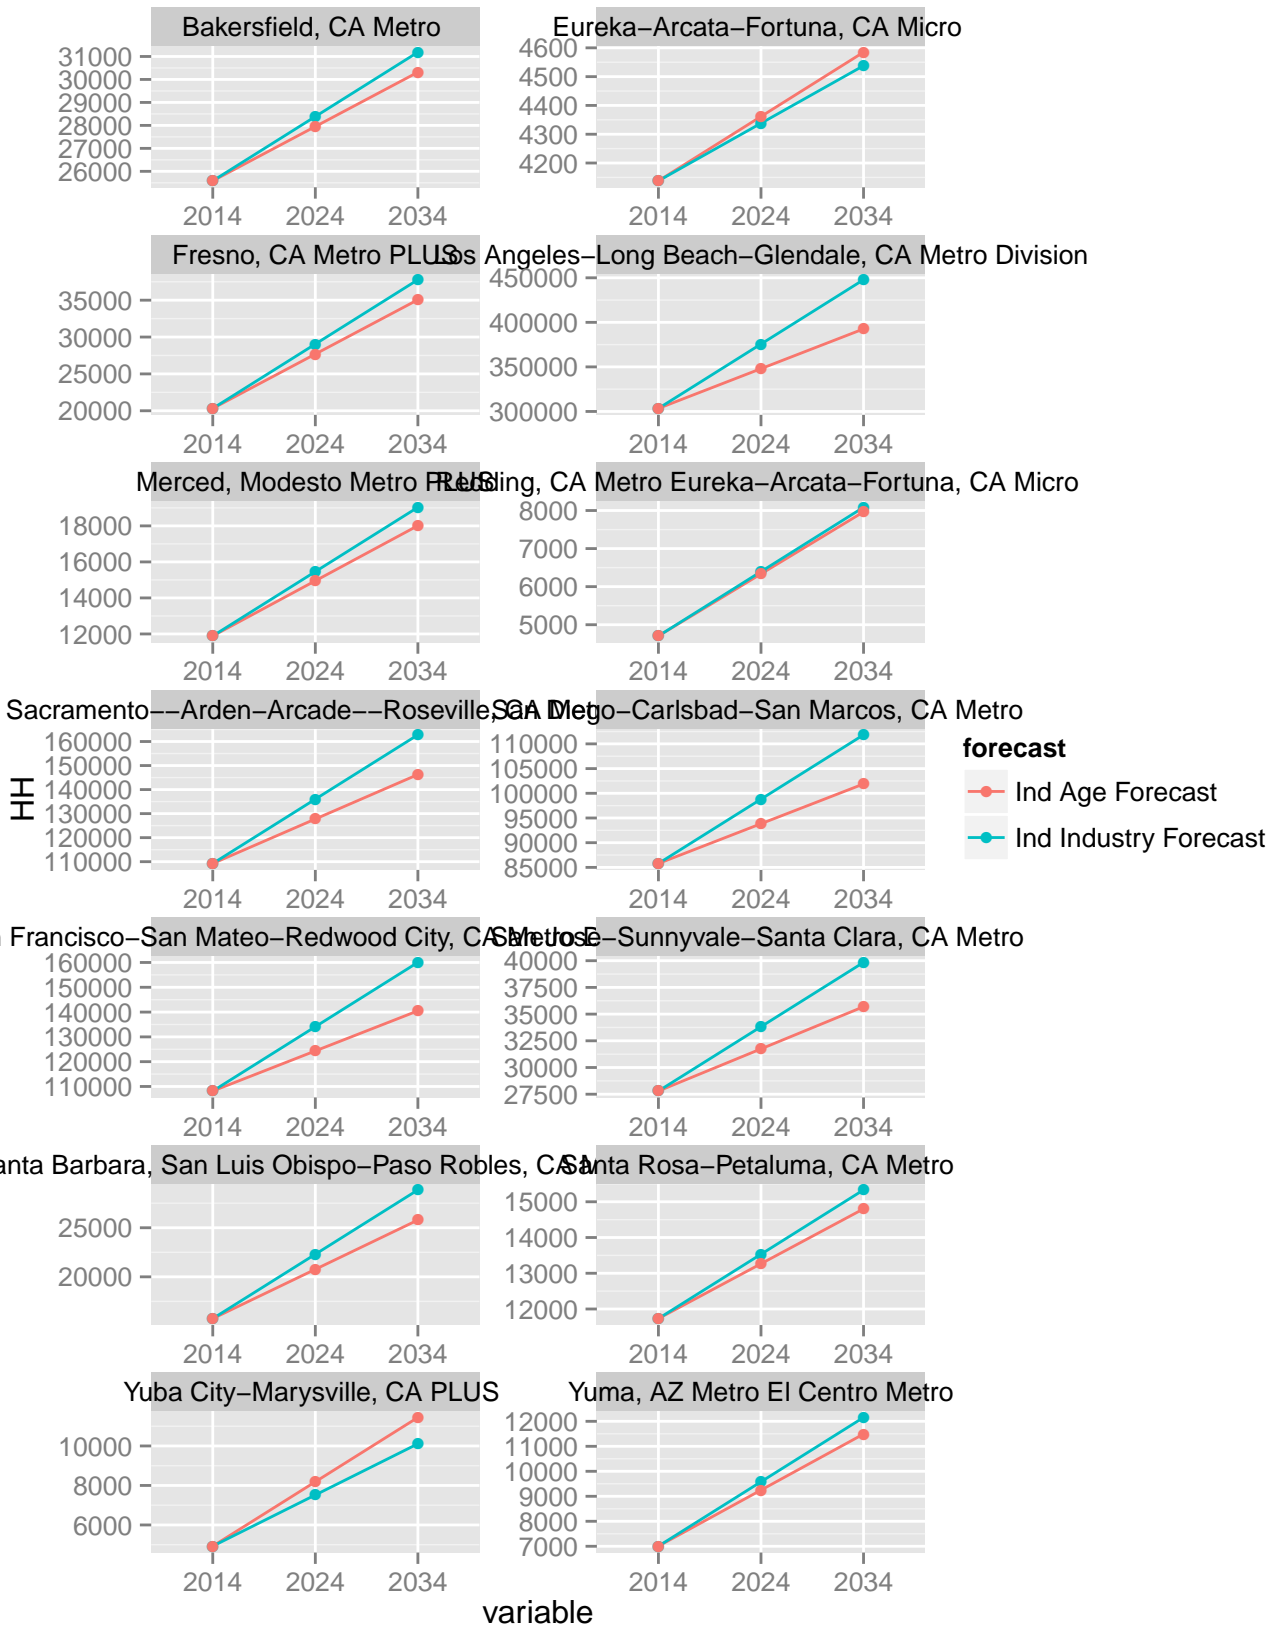 Bakersfield, CA Metro
31000
30000
29000
28000
27000
26000
2014 2024 2034
Eureka−Arcata−Fortuna, CA Micro
4600
4500
4400
4300
4200
2014 2024 2034
Fresno, CA Metro PLUS
35000
30000
25000
20000
2014 2024 2034
Los Angeles−Long Beach−Glendale, CA Metro Division
450000
400000
350000
300000
2014 2024 2034
Merced, Modesto Metro PLUS
18000
16000
14000
12000
2014 2024 2034
Redding, CA Metro Eureka−Arcata−Fortuna, CA Micro
8000
7000
6000
5000
2014 2024 2034
Sacramento−−Arden−Arcade−−Roseville, CA Met
160000
150000
140000
130000
120000
110000
2014 2024 2034
San Diego−Carlsbad−San Marcos, CA Metro
110000
105000
100000
95000
90000
85000
2014 2024 2034
Francisco−San Mateo−Redwood City, CA Metro D
160000
150000
140000
130000
120000
110000
2014 2024 2034
San Jose−Sunnyvale−Santa Clara, CA Metro
40000
37500
35000
32500
30000
27500
2014 2024 2034
anta Barbara, San Luis Obispo−Paso Robles, CA M
25000
20000
2014 2024 2034
Santa Rosa−Petaluma, CA Metro
15000
14000
13000
12000
2014 2024 2034
Yuba City−Marysville, CA PLUS
10000
8000
6000
2014 2024 2034
Yuma, AZ Metro El Centro Metro
12000
11000
10000
9000
8000
7000
2014 2024 2034
HH
variable
forecast
Ind Age Forecast
Ind Industry Forecast